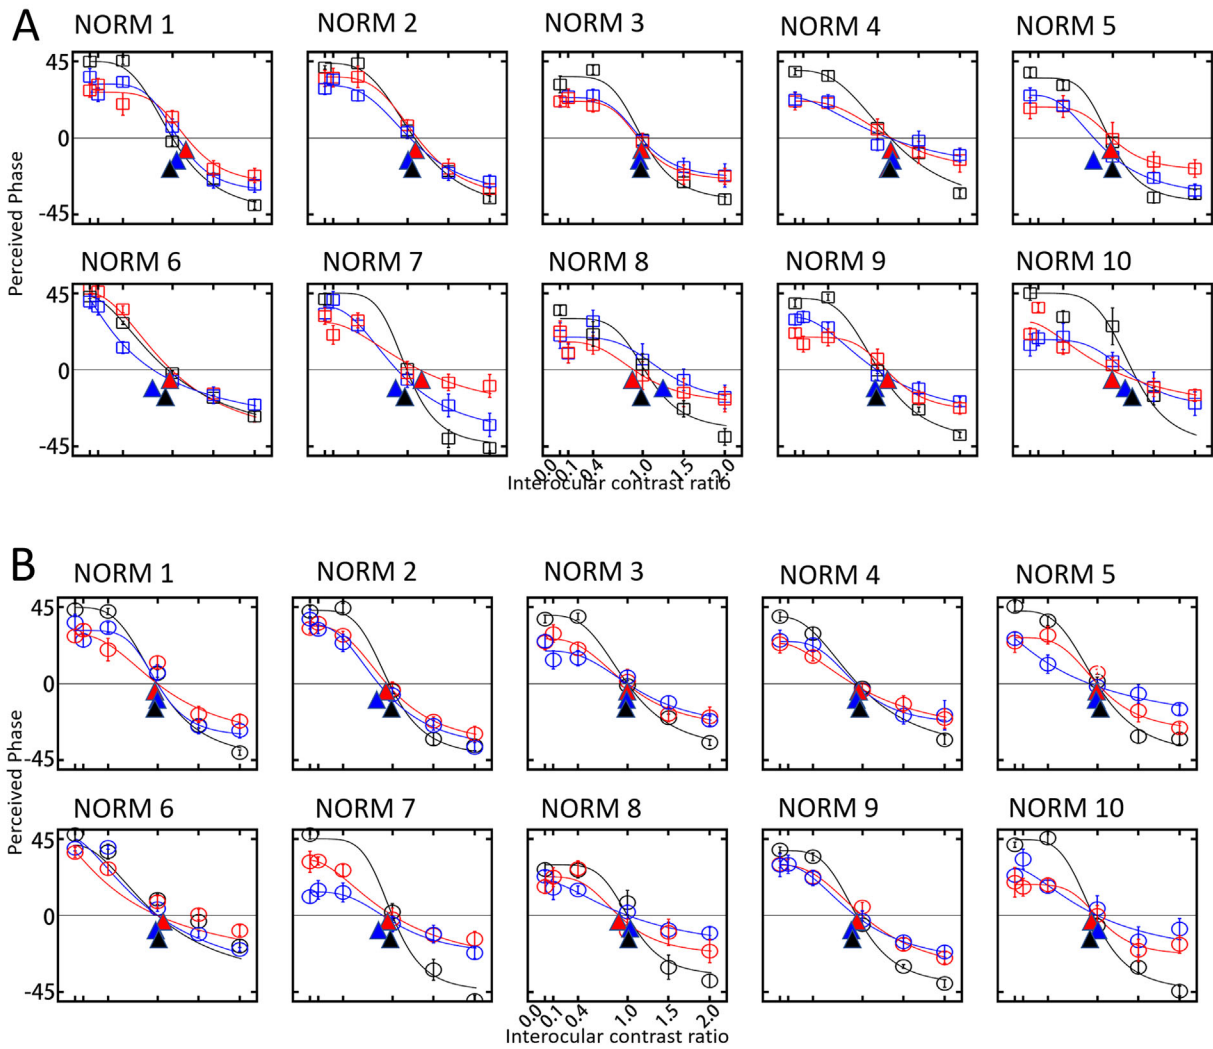 A
NORM 1 NORM 2 NORM 3 NORM 4 NORM 5
45
-45
Perceived Phase
NORM 6 NORM 7 NORM 8 NORM 9 NORM 10
45
-45
0.0 0.1 0.4 1.0 1.5 2.0
Interocular contrast ratio
B
NORM 1 NORM 2 NORM 3 NORM 4 NORM 5
45
0
-45
Perceived Phase
NORM 6 NORM 7 NORM 8 NORM 9 NORM 10
45
0
-45
0.0 0.1 0.4 1.0 1.5 2.0
Interocular contrast ratio